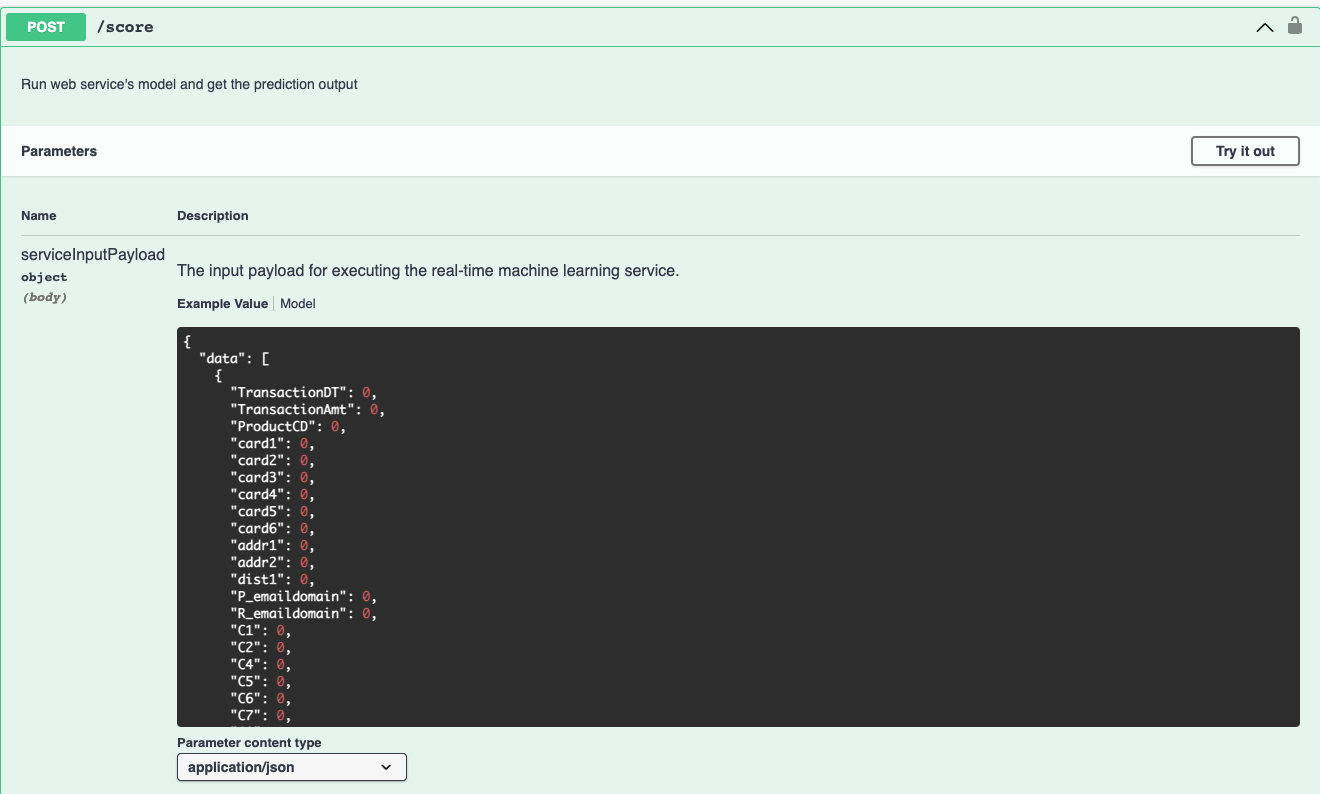 POST /score
Run web service's model and get the prediction output
Parameters
Try it out
Name Description
serviceInputPayload
object
(body)
The input payload for executing the real-time machine learning service.
Example Value Model
{
"data": [
{
"TransactionDT": 0,
"TransactionAmt": 0,
"ProductCD": 0,
"card1": 0,
"card2": 0,
"card3": 0,
"card4": 0,
"card5": 0,
"card6": 0,
"addr1": 0,
"addr2": 0,
"dist1": 0,
"P_emaildomain": 0,
"R_emaildomain": 0,
"C1": 0,
"C2": 0,
"C4": 0,
"C5": 0,
"C6": 0,
"C7": 0,
Parameter content type
application/json